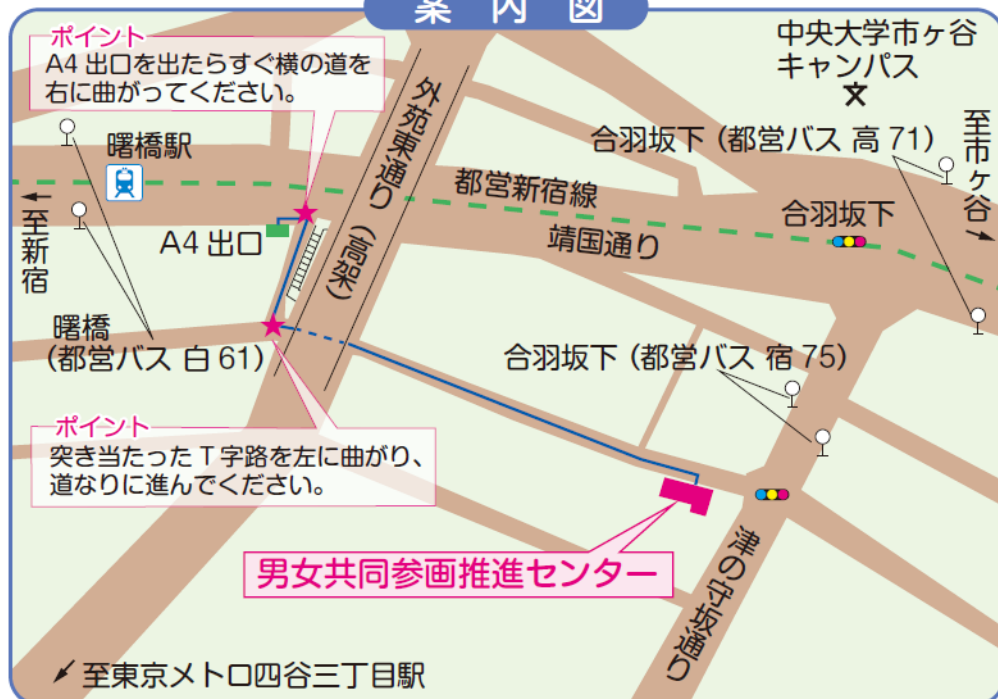 案内図
ポイント
A4 出口を出たらすぐ横の道を
右に曲がってください。
中央大学市ヶ谷
キャンパス
文
外苑東通り(高架)
合羽坂下(都営バス 高 71)
至市ヶ谷
曙橋駅
都営新宿線
合羽坂下
至新宿
A4 出口
靖国通り
曙橋
(都営バス 白 61)
合羽坂下(都営バス 宿 75)
ポイント
突き当たった T 字路を左に曲がり、
道なりに進んでください。
男女共同参画推進センター
津の守坂通り
至東京メトロ四谷三丁目駅